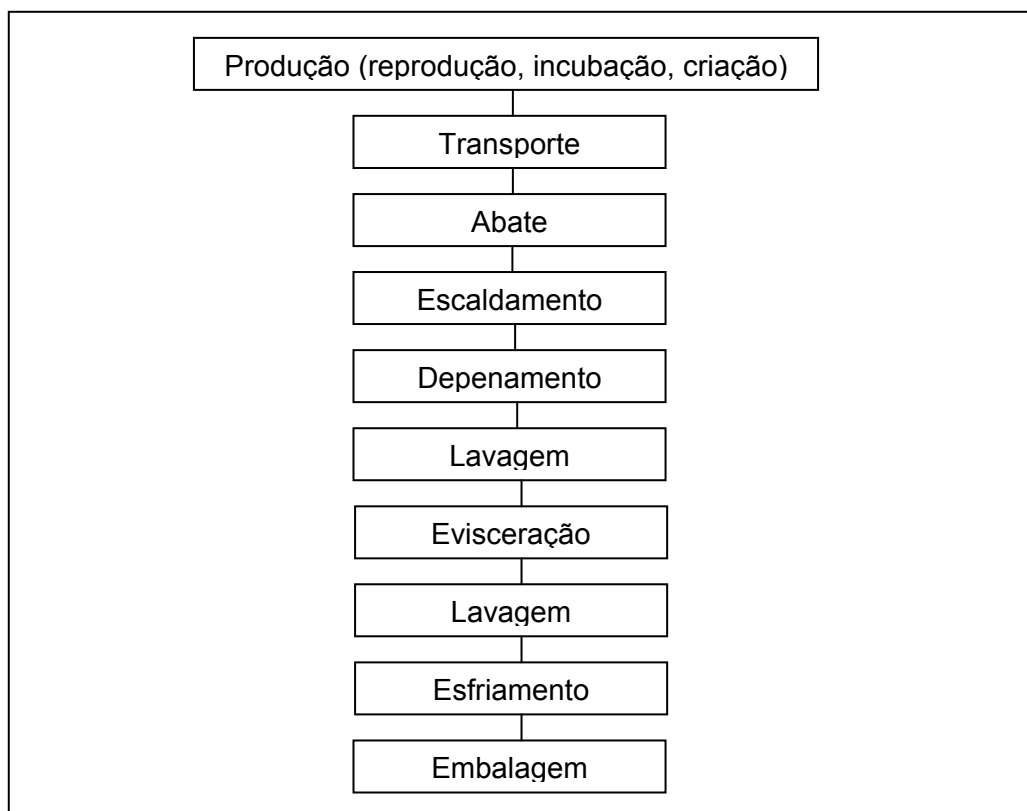 Produção (reprodução, incubação, criação)
Transporte
Abate
Escaldamento
Depenamento
Lavagem
Evisceração
Lavagem
Esfriamento
Embalagem